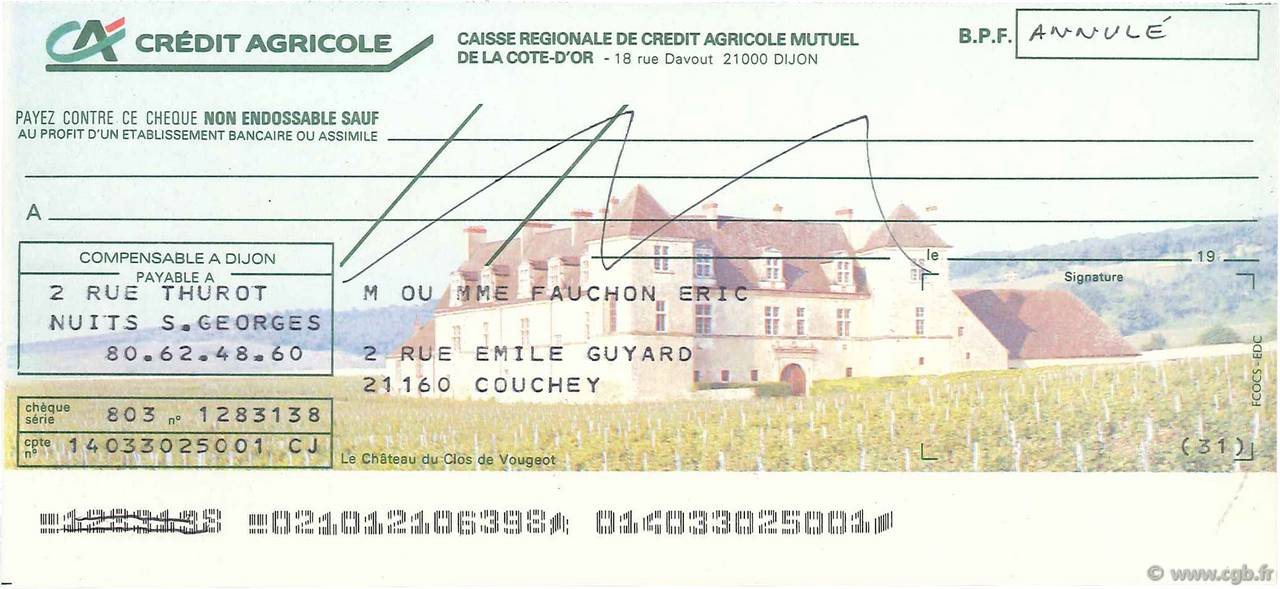 CA CRÉDIT AGRICOLE
CAISSE REGIONALE DE CREDIT AGRICOLE MUTUEL
DE LA COTE-D'OR - 18 rue Davout 21000 DIJON
B.P.F. ANNULÉ
PAYEZ CONTRE CE CHEQUE NON ENDOSSABLE SAUF
AU PROFIT D'UN ETABLISSEMENT BANCAIRE OU ASSIMILE
A
COMPENSABLE A DIJON
PAYABLE A
2 RUE THUROT
NUITS S.GEORGES
80.62.48.60
M OU MME FAUCHON ERIC
2 RUE EMILE GUYARD
21160 COUCHEY
le 19
Signature
FCOCS - EDC
chèque série 803 n° 1283138
cpte n° 14033025001 CJ
(31)
Le Château du Clos de Vougeot
021012106398 014033025001
© www.cgb.fr